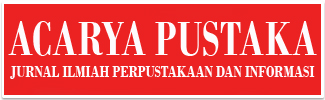 ACARYA PUSTAKA
JURNAL ILMIAH PERPUSTAKAAN DAN INFORMASI